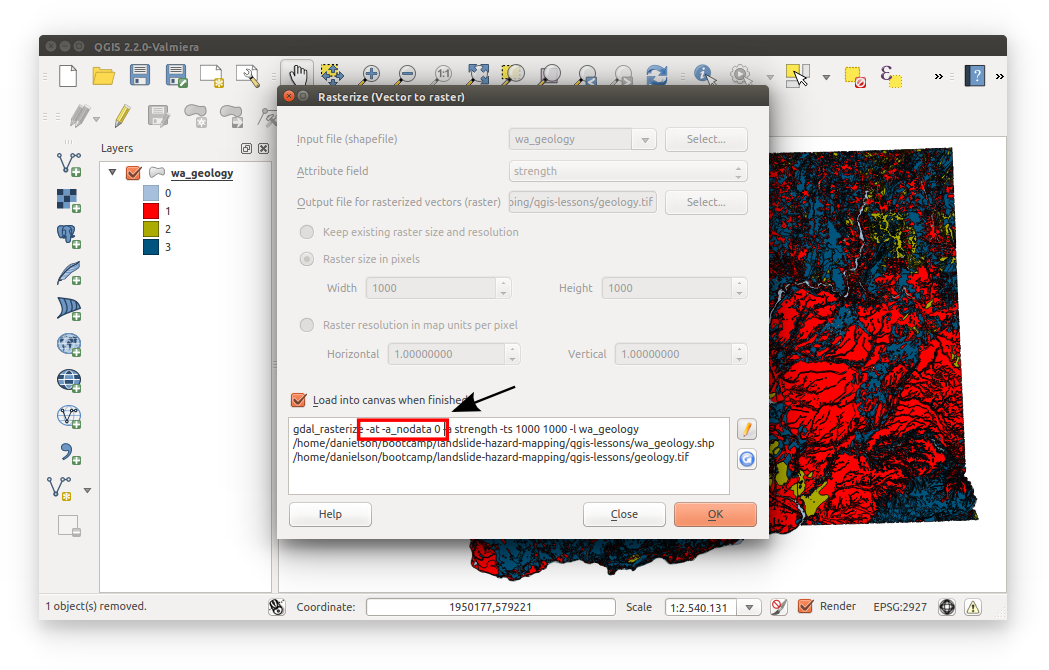 QGIS 2.2.0-Valmiera
1:1
Rasterize (Vector to raster)
Layers
wa_geology
0
1
2
3
Input file (shapefile)
wa_geology
Select...
Attribute field
strength
Output file for rasterized vectors (raster)
ping/qgis-lessons/geology.tif
Select...
Keep existing raster size and resolution
Raster size in pixels
Width
1000
Height
1000
Raster resolution in map units per pixel
Horizontal
1.00000000
Vertical
1.00000000
Load into canvas when finished
gdal_rasterize -at -a_nodata 0 -a strength -ts 1000 1000 -l wa_geology
/home/danielson/bootcamp/landslide-hazard-mapping/qgis-lessons/wa_geology.shp
/home/danielson/bootcamp/landslide-hazard-mapping/qgis-lessons/geology.tif
Help
Close
OK
1 object(s) removed.
Coordinate:
1950177,579221
Scale
1:2.540.131
Render
EPSG:2927